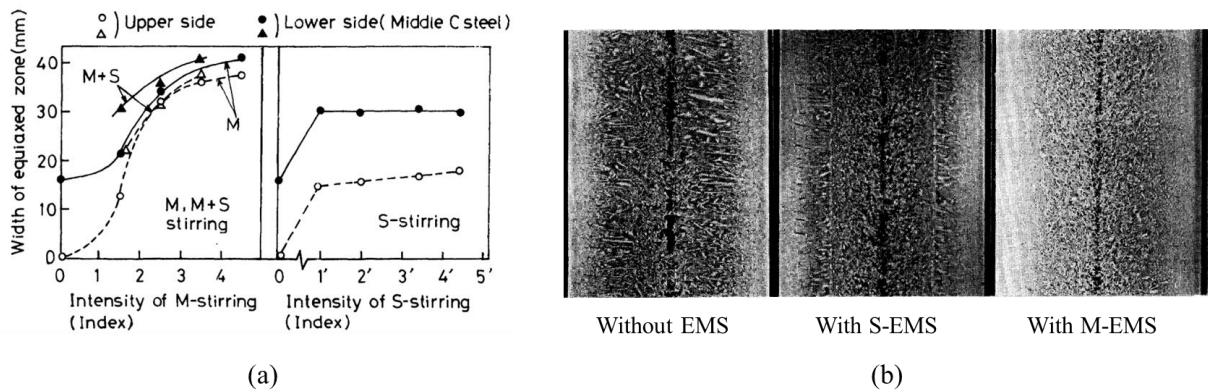 ○ ) Upper side ● ) Lower side (Middle C steel)
△ ▲
Width of equiaxed zone(mm)
40
30
20
10
0
M+S
M
M, M+S
stirring
S-stirring
0 1 2 3 4
0 1' 2' 3' 4' 5'
Intensity of M-stirring
(Index)
Intensity of S-stirring
(Index)
(a)
Without EMS
With S-EMS
With M-EMS
(b)